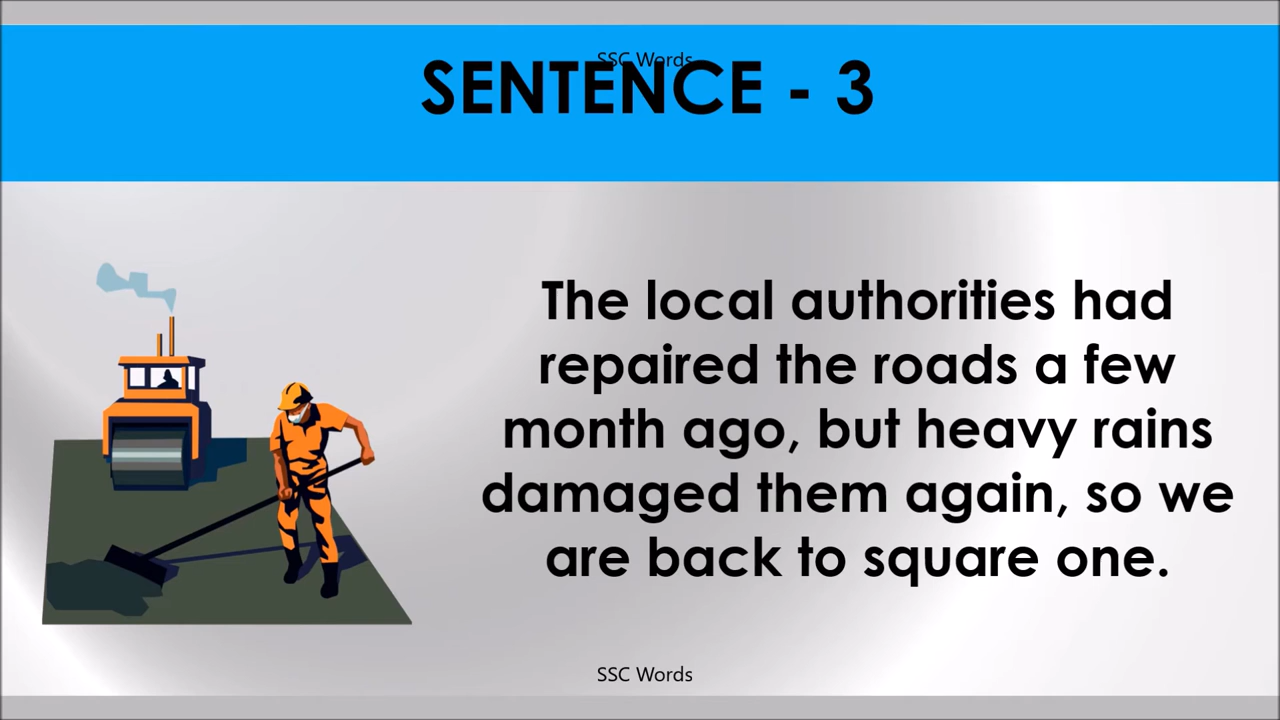 SSC Words
SENTENCE - 3
The local authorities had
repaired the roads a few
month ago, but heavy rains
damaged them again, so we
are back to square one.
SSC Words